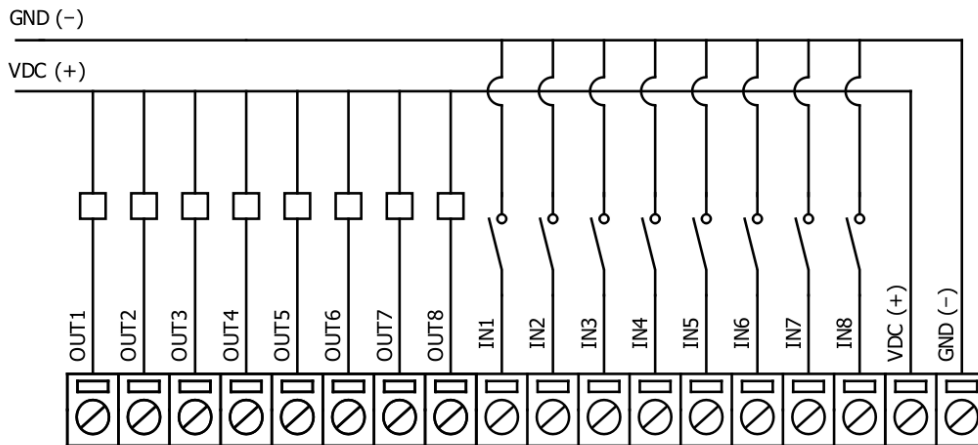 GND (−)
VDC (+)
OUT1
OUT2
OUT3
OUT4
OUT5
OUT6
OUT7
OUT8
IN1
IN2
IN3
IN4
IN5
IN6
IN7
IN8
VDC (+)
GND (−)